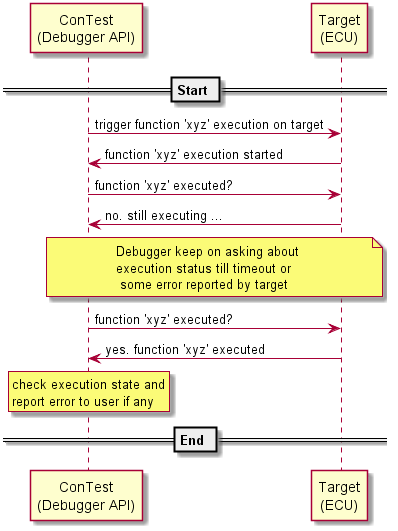 ConTest
(Debugger API)
Target
(ECU)
Start
trigger function 'xyz' execution on target
function 'xyz' execution started
function 'xyz' executed?
no. still executing ...
Debugger keep on asking about
execution status till timeout or
some error reported by target
function 'xyz' executed?
yes. function 'xyz' executed
check execution state and
report error to user if any
End
ConTest
(Debugger API)
Target
(ECU)